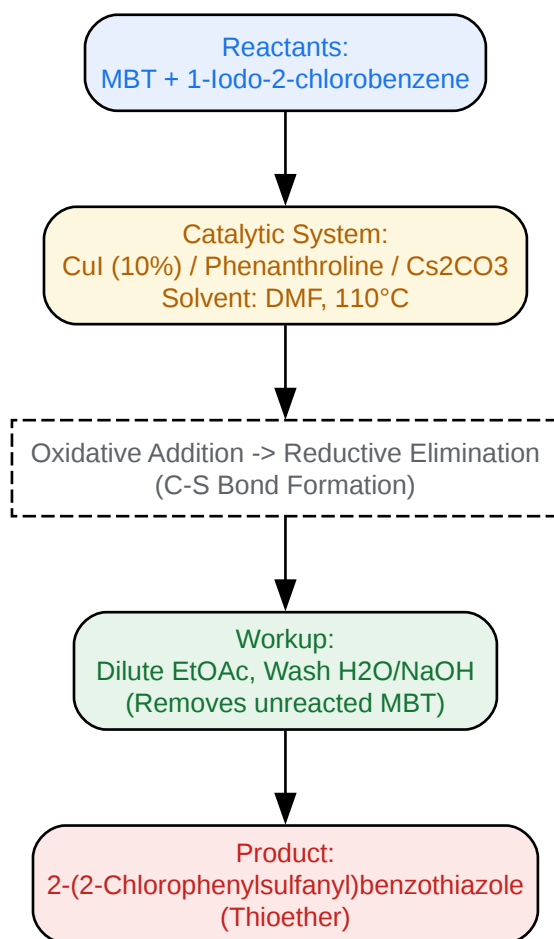 Reactants:
MBT + 1-Iodo-2-chlorobenzene
Catalytic System:
CuI (10%) / Phenanthroline / Cs2CO3
Solvent: DMF, 110°C
Oxidative Addition -> Reductive Elimination
(C-S Bond Formation)
Workup:
Dilute EtOAc, Wash H2O/NaOH
(Removes unreacted MBT)
Product:
2-(2-Chlorophenylsulfanyl)benzothiazole
(Thioether)